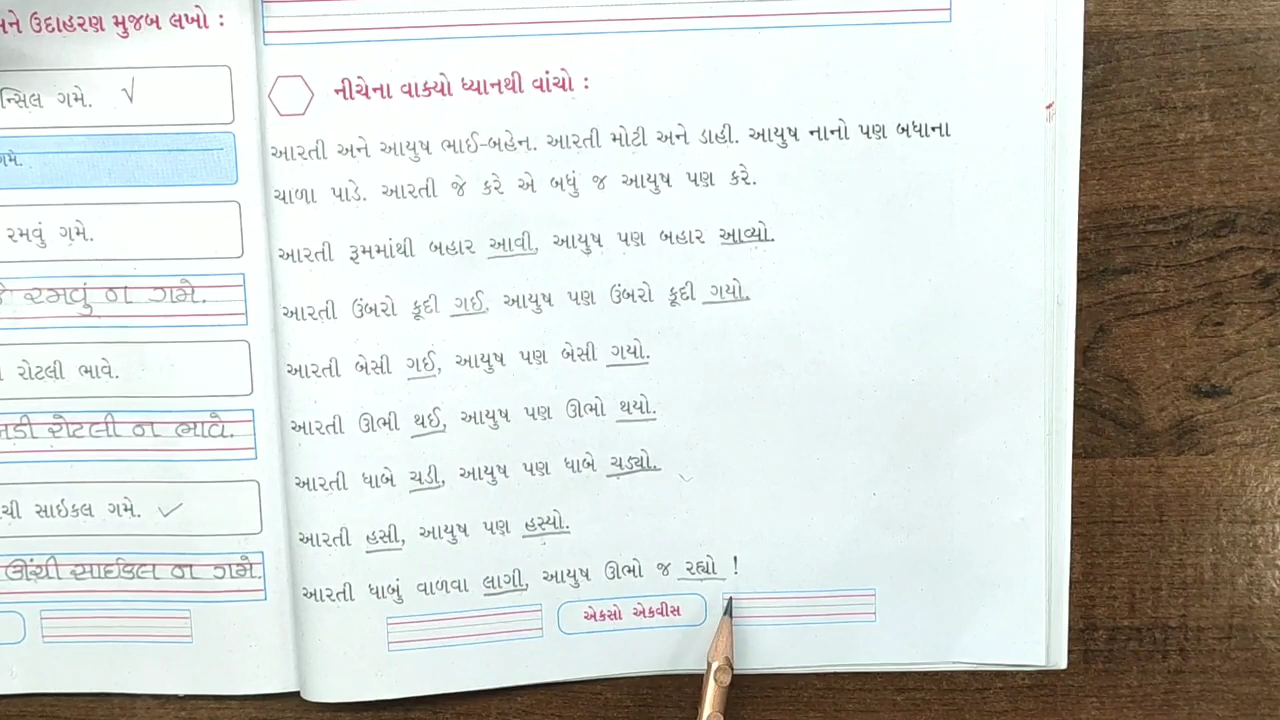 ઉદાહરણ મુજબ લખો :
ગમે. √
ગમે.
રમવું ગમે.
રમવું ન ગમે.
રોટલી ભાવે.
રોટલી ન ભાવે.
સાઇકલ ગમે. ✓
ઊંચી સાઇકલ ન ગમે.
નીચેના વાક્યો ધ્યાનથી વાંચો :
આરતી અને આયુષ ભાઈ-બહેન. આરતી મોટી અને ડાહી. આયુષ નાનો પણ બધાના
ચાળા પાડે. આરતી જે કરે એ બધું જ આયુષ પણ કરે.
આરતી રૂમમાંથી બહાર આવી, આયુષ પણ બહાર આવ્યો.
આરતી ઉંબરો કૂદી ગઈ, આયુષ પણ ઉંબરો કૂદી ગયો.
આરતી બેસી ગઈ, આયુષ પણ બેસી ગયો.
આરતી ઊભી થઈ, આયુષ પણ ઊભો થયો.
આરતી ધાબે ચડી, આયુષ પણ ધાબે ચડ્યો.
આરતી હસી, આયુષ પણ હસ્યો.
આરતી ધાબું વાળવા લાગી, આયુષ ઊભો જ રહ્યો !
એકસો એકવીસ